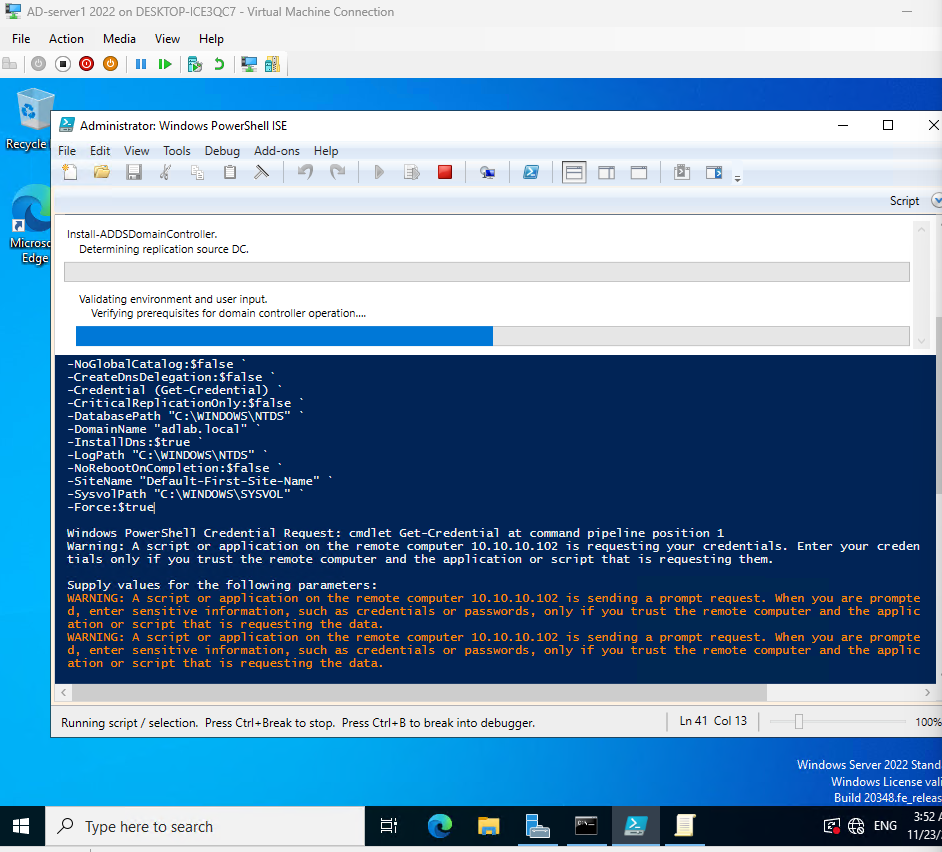 AD-server1 2022 on DESKTOP-ICE3QC7 - Virtual Machine Connection
File Action Media View Help
Recycle
Administrator: Windows PowerShell ISE
File Edit View Tools Debug Add-ons Help
Script
Install-ADDSDomainController.
Determining replication source DC.
Validating environment and user input.
Verifying prerequisites for domain controller operation....
Microso
Edge
-NoGlobalCatalog:$false `
-CreateDnsDelegation:$false `
-Credential (Get-Credential) `
-CriticalReplicationOnly:$false `
-DatabasePath "C:\WINDOWS\NTDS" `
-DomainName "adlab.local" `
-InstallDns:$true `
-LogPath "C:\WINDOWS\NTDS" `
-NoRebootOnCompletion:$false `
-SiteName "Default-First-Site-Name" `
-SysvolPath "C:\WINDOWS\SYSVOL" `
-Force:$true
Windows PowerShell Credential Request: cmdlet Get-Credential at command pipeline position 1
Warning: A script or application on the remote computer 10.10.10.102 is requesting your credentials. Enter your creden
tials only if you trust the remote computer and the application or script that is requesting them.
Supply values for the following parameters:
WARNING: A script or application on the remote computer 10.10.10.102 is sending a prompt request. When you are prompte
d, enter sensitive information, such as credentials or passwords, only if you trust the remote computer and the applic
ation or script that is requesting the data.
WARNING: A script or application on the remote computer 10.10.10.102 is sending a prompt request. When you are prompte
d, enter sensitive information, such as credentials or passwords, only if you trust the remote computer and the applic
ation or script that is requesting the data.
Running script / selection. Press Ctrl+Break to stop. Press Ctrl+B to break into debugger.
Ln 41 Col 13
100%
Windows Server 2022 Stand
Windows License vali
Build 20348.fe_releas
Type here to search
ENG
3:52 A
11/23/